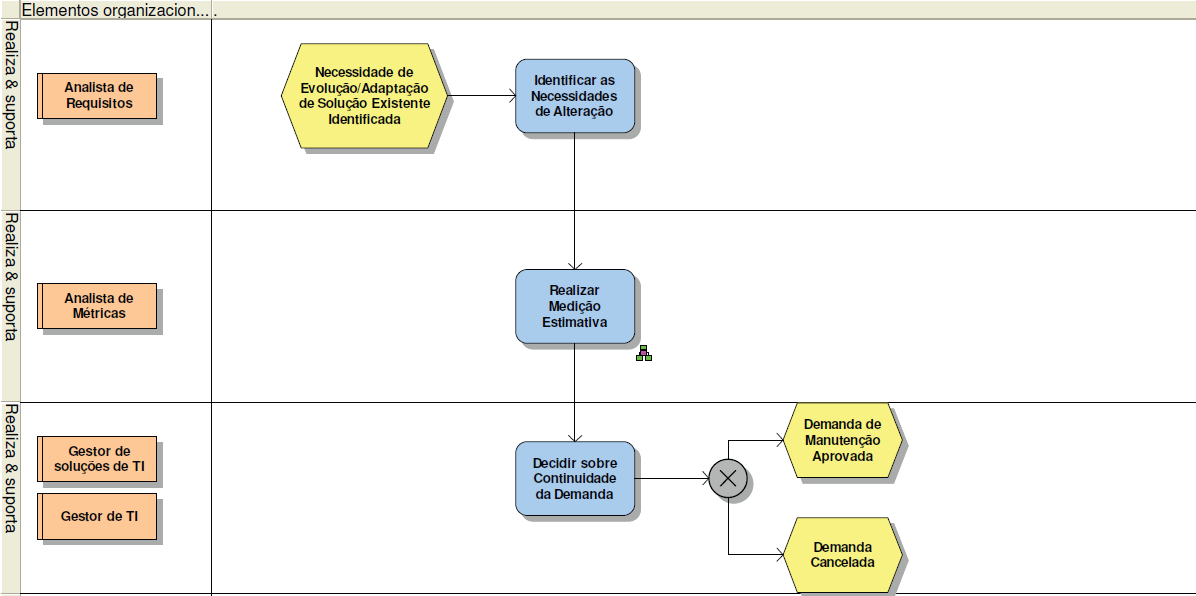 Elementos organizacion... .
Realiza & suporta
Analista de
Requisitos
Necessidade de
Evolução/Adaptação
de Solução Existente
Identificada
Identificar as
Necessidades
de Alteração
Realiza & suporta
Analista de
Métricas
Realizar
Medição
Estimativa
Realiza & suporta
Gestor de
soluções de TI
Gestor de TI
Decidir sobre
Continuidade
da Demanda
Demanda de
Manutenção
Aprovada
Demanda
Cancelada